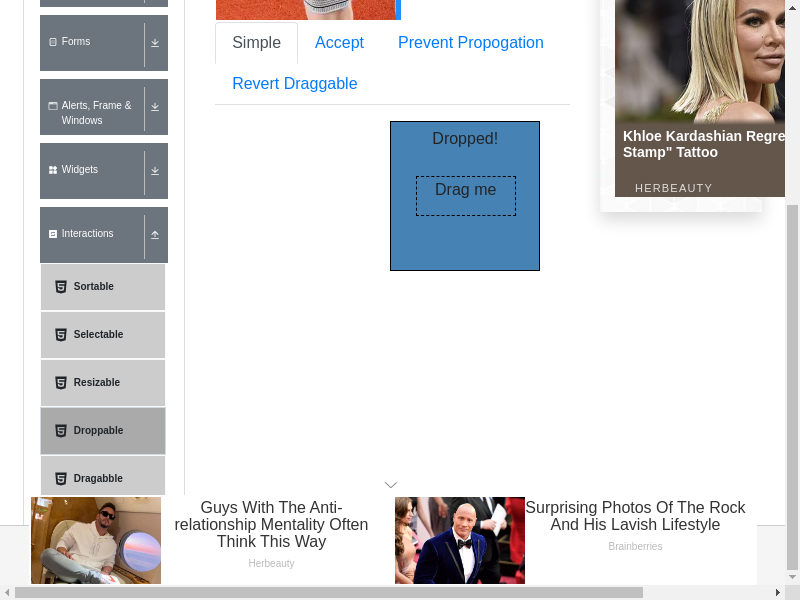 Forms
Alerts, Frame &
Windows
Widgets
Interactions
Sortable
Selectable
Resizable
Droppable
Dragabble
Simple
Accept
Prevent Propogation
Revert Draggable
Dropped!
Drag me
Khloe Kardashian Regre
Stamp" Tattoo
HERBEAUTY
Guys With The Anti-
relationship Mentality Often
Think This Way
Herbeauty
Surprising Photos Of The Rock
And His Lavish Lifestyle
Brainberries